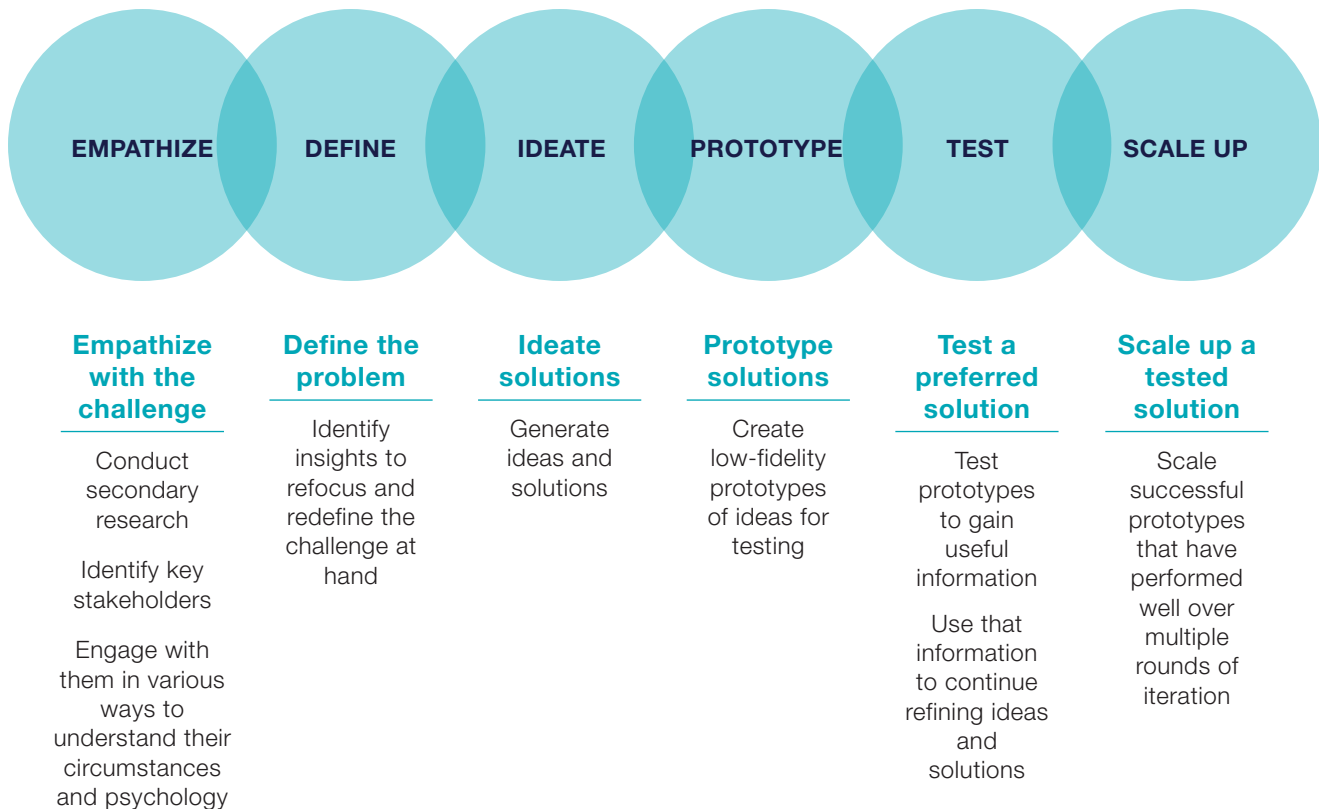 EMPATHIZE
DEFINE
IDEATE
PROTOTYPE
TEST
SCALE UP
Empathize
with the
challenge
Conduct
secondary
research
Identify key
stakeholders
Engage with
them in various
ways to
understand their
circumstances
and psychology
Define the
problem
Identify
insights to
refocus and
redefine the
challenge at
hand
Ideate
solutions
Generate
ideas and
solutions
Prototype
solutions
Create
low-fidelity
prototypes
of ideas for
testing
Test a
preferred
solution
Test
prototypes
to gain
useful
information
Use that
information
to continue
refining ideas
and
solutions
Scale up a
tested
solution
Scale
successful
prototypes
that have
performed
well over
multiple
rounds of
iteration